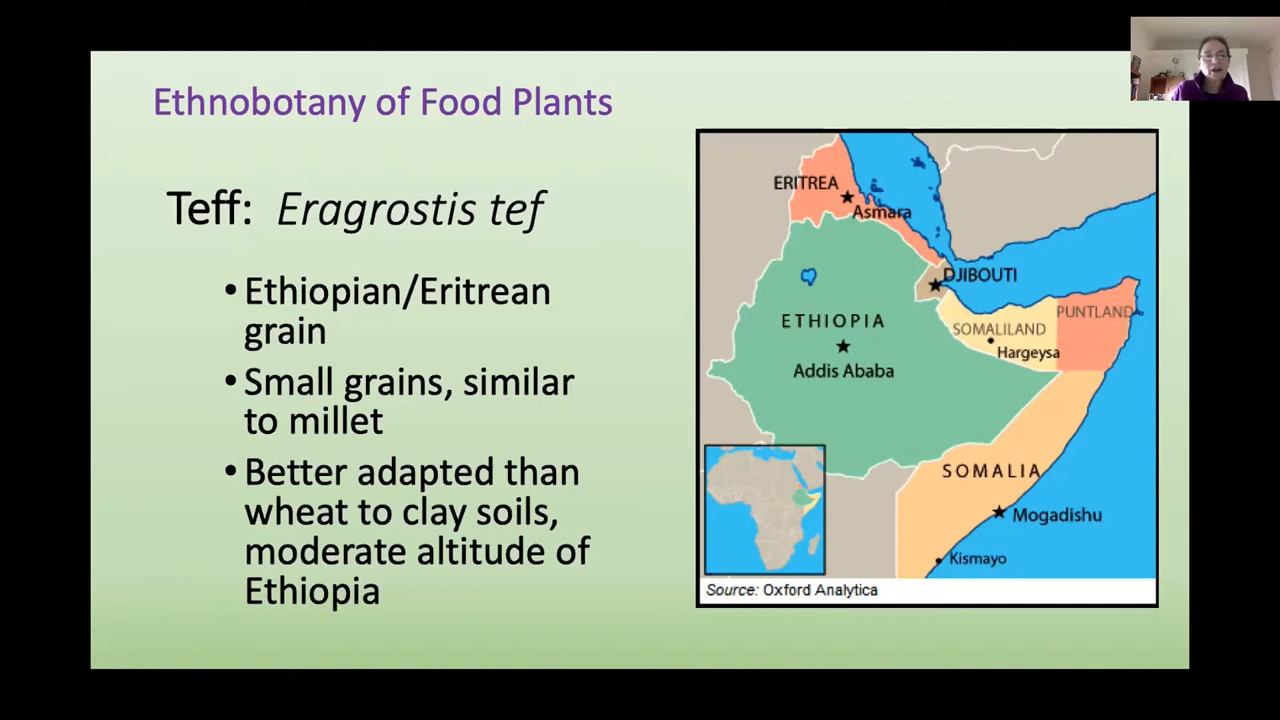 Ethnobotany of Food Plants
Teff: Eragrostis tef
• Ethiopian/Eritrean
grain
• Small grains, similar
to millet
• Better adapted than
wheat to clay soils,
moderate altitude of
Ethiopia
ERITREA
Asmara
DJIBOUTI
ETHIOPIA
Addis Ababa
SOMALILAND
PUNTLAND
Hargeysa
SOMALIA
Mogadishu
Kismayo
Source: Oxford Analytica